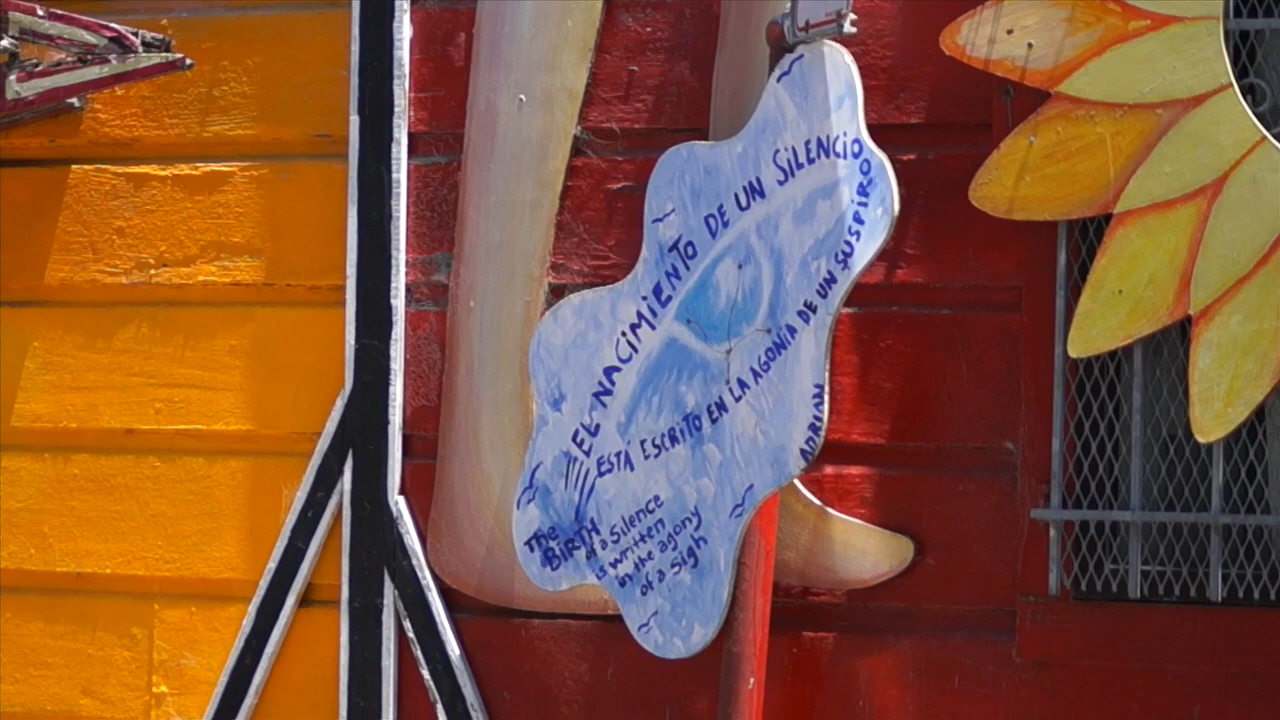 EL NACIMIENTO DE UN SILENCIO
ESTÁ ESCRITO EN LA AGONÍA DE UN SUSPIRO
ADRIAN
The
BIRTH
of a Silence
is written
in the agony
of a Sigh